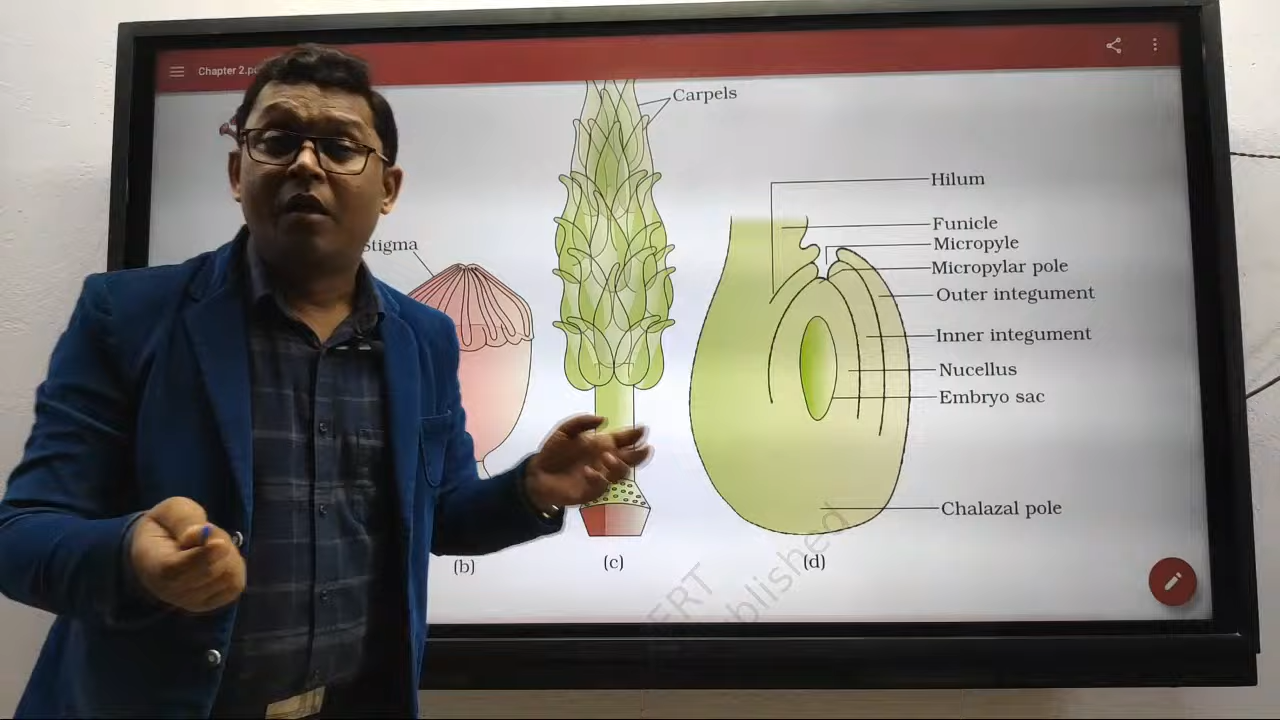 Chapter 2.p
Carpels
Stigma
Hilum
Funicle
Micropyle
Micropylar pole
Outer integument
Inner integument
Nucellus
Embryo sac
Chalazal pole
(b)
(c)
(d)